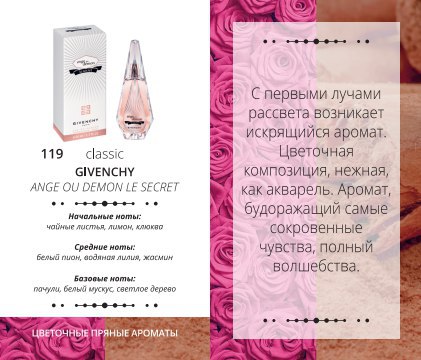 GIVENCHY
119 classic
GIVENCHY
ANGE OU DEMON LE SECRET
Начальные ноты:
чайные листья, лимон, клюква
Средние ноты:
белый пион, водяная лилия, жасмин
Базовые ноты:
пачули, белый мускус, светлое дерево
ЦВЕТОЧНЫЕ ПРЯНЫЕ АРОМАТЫ
С первыми лучами
рассвета возникает
искрящийся аромат.
Цветочная
композиция, нежная,
как акварель. Аромат,
будоражащий самые
сокровенные
чувства, полный
волшебства.